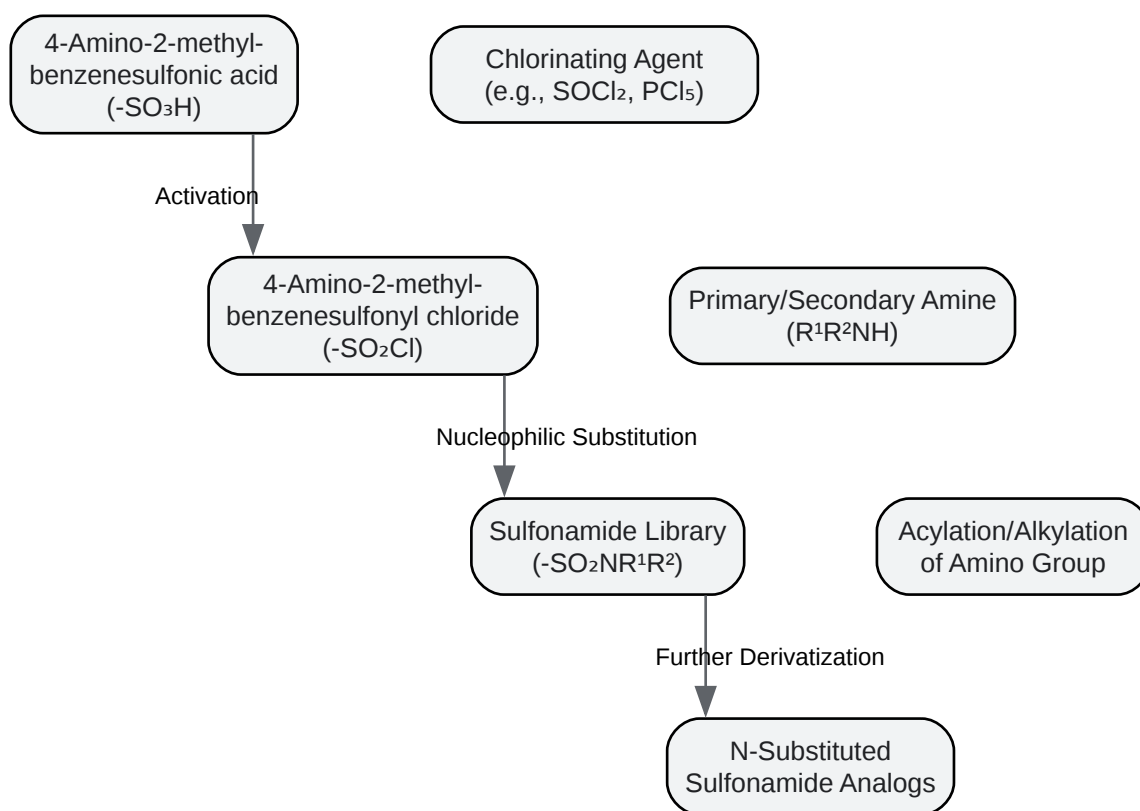 4-Amino-2-methyl-
benzenesulfonic acid
(-SO₃H)
Chlorinating Agent
(e.g., SOCl₂, PCl₅)
Activation
4-Amino-2-methyl-
benzenesulfonyl chloride
(-SO₂Cl)
Primary/Secondary Amine
(R¹R²NH)
Nucleophilic Substitution
Sulfonamide Library
(-SO₂NR¹R²)
Acylation/Alkylation
of Amino Group
Further Derivatization
N-Substituted
Sulfonamide Analogs